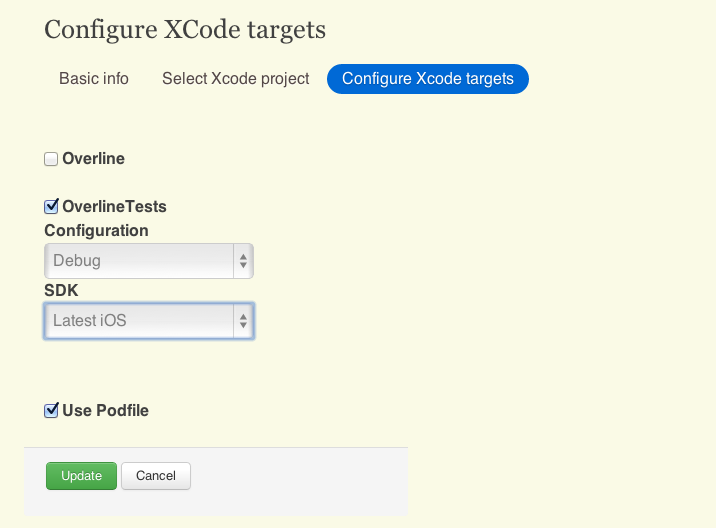 Configure XCode targets
Basic info Select Xcode project Configure Xcode targets
Overline
OverlineTests
Configuration
Debug
SDK
Latest iOS
Use Podfile
Update Cancel